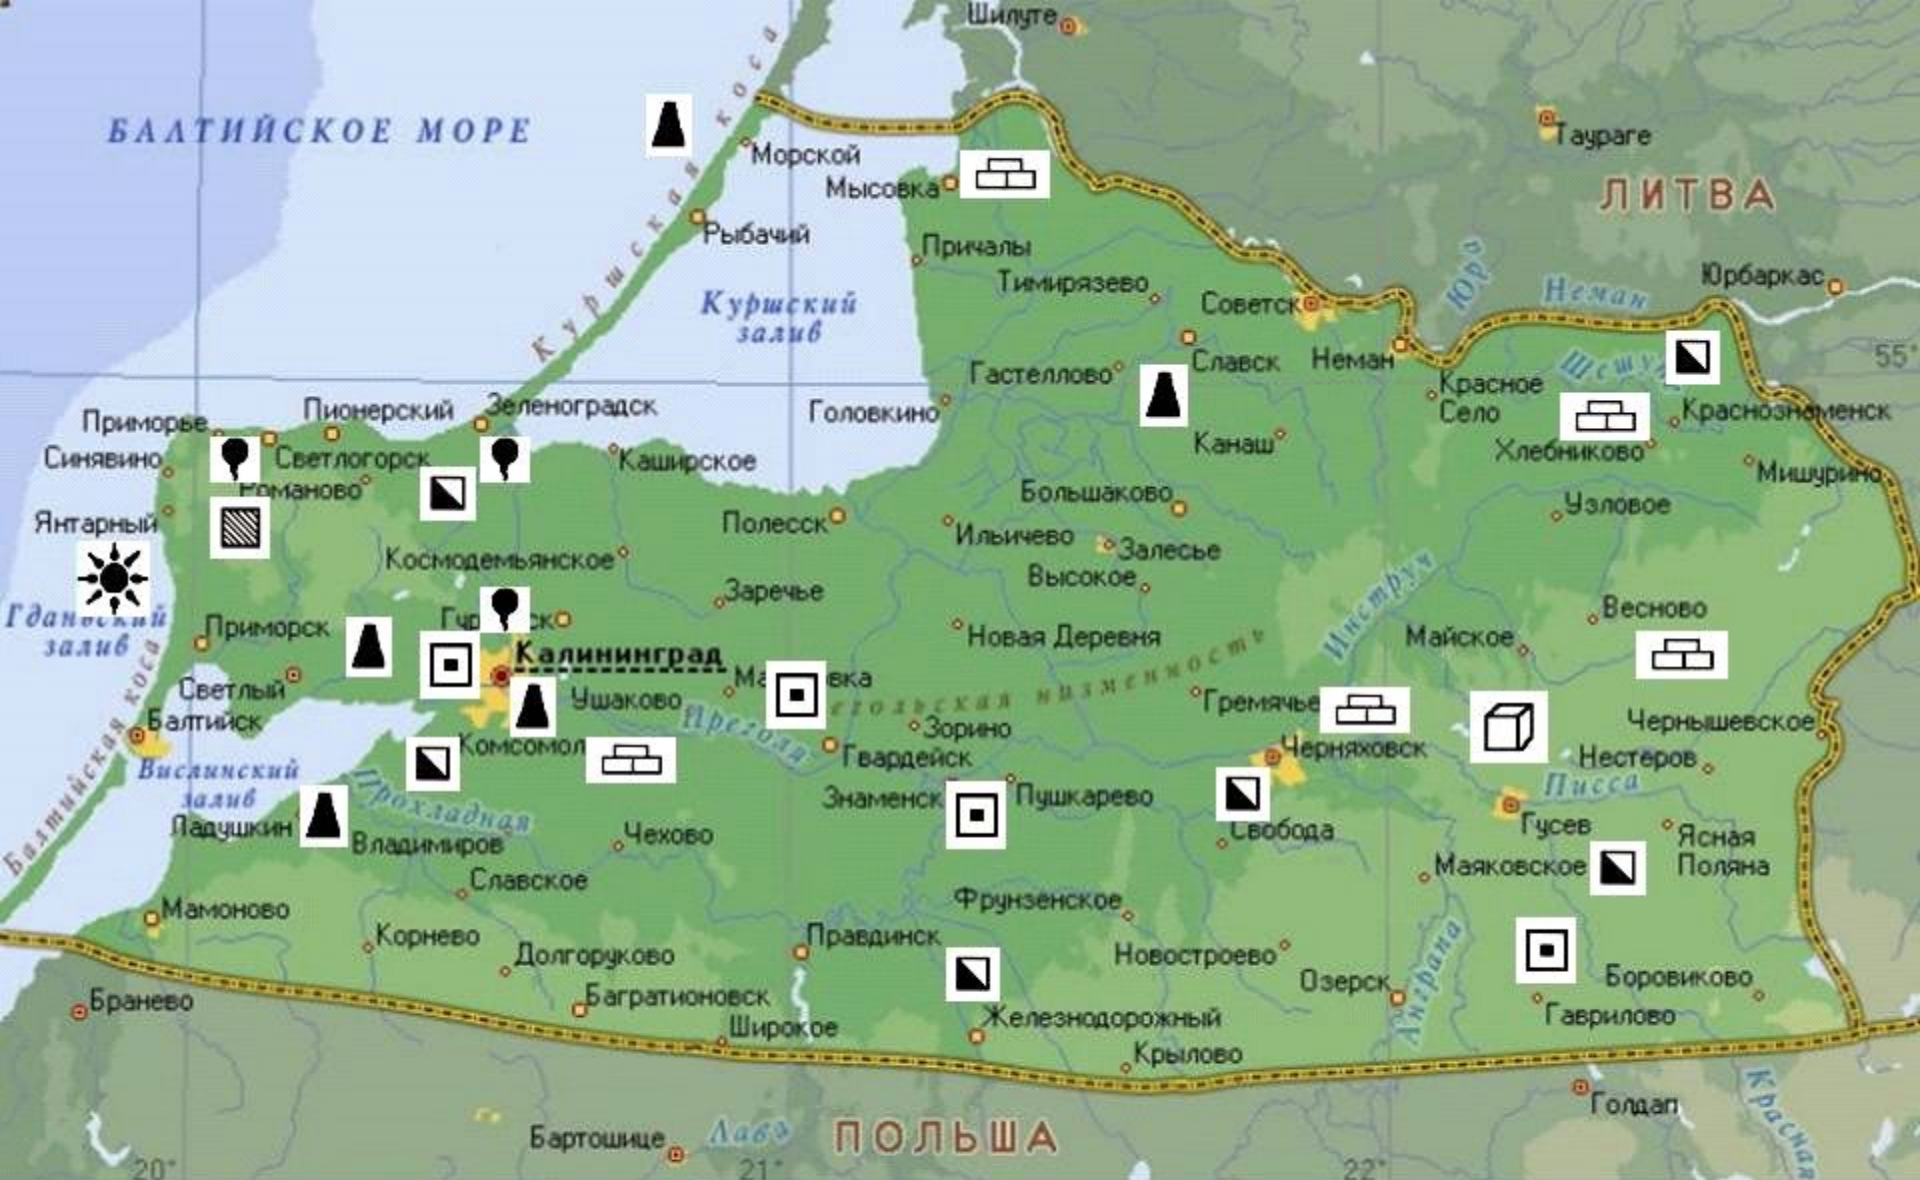 Шилуте
БАЛТИЙСКОЕ МОРЕ
Куршская коса
Морской
Мысовка
Таураге
ЛИТВА
Рыбачий
Причалы
Тимирязево
Советск
Юра
Неман
Юрбаркас
Куршский
залив
Гастеллово
Славск
Неман
55°
Красное
Село
Краснознаменск
Приморье
Пионерский
Зеленоградск
Головкино
Канаш
Хлебниково
Мишурино
Синявино
Светлогорск
Романово
Каширское
Большаково
Узловое
Янтарный
Полесск
Ильичево
Залесье
Космодемьянское
Высокое
Заречье
Инструч
Весново
Гданьский
залив
Приморск
Новая Деревня
Майское
Калининград
Светлый
Ушаково
Гремячье
Балтийск
Преголя
Зорино
Чернышевское
Черняховск
Нестеров
Гвардейск
Балтийская коса
Вислинский
залив
Писса
Прохладная
Знаменск
Пушкарево
Гусев
Ладушкин
Владимиров
Чехово
Свобода
Ясная
Поляна
Маяковское
Славское
Фрунзенское
Мамоново
Корнево
Правдинск
Долгоруково
Новостроево
Озерск
Анграпа
Боровиково
Бранево
Багратионовск
Широкое
Железнодорожный
Гаврилово
Крылово
Голдап
Красная
Бартошице
Лава
ПОЛЬША
20°
21°
22°